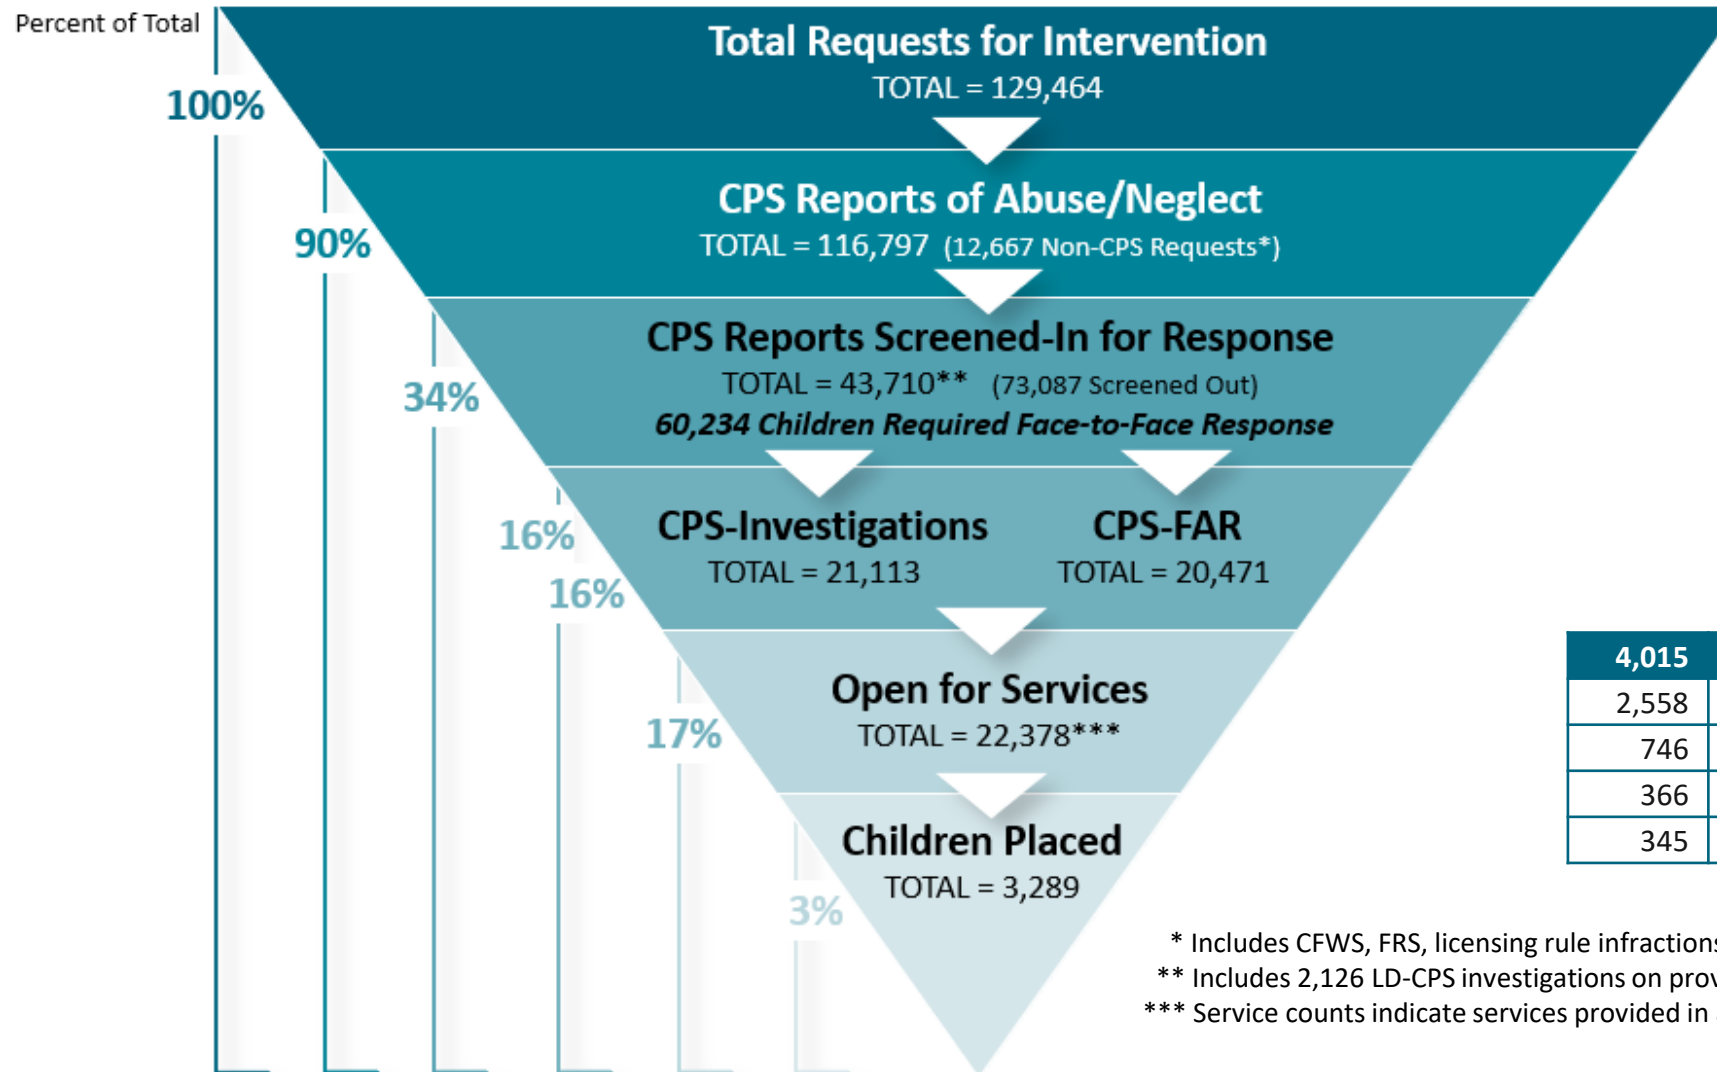 Percent of Total
Total Requests for Intervention
TOTAL = 129,464
100%
CPS Reports of Abuse/Neglect
TOTAL = 116,797 (12,667 Non-CPS Requests*)
90%
CPS Reports Screened-In for Response
TOTAL = 43,710** (73,087 Screened Out)
60,234 Children Required Face-to-Face Response
34%
CPS-Investigations
TOTAL = 21,113
CPS-FAR
TOTAL = 20,471
16%
16%
Open for Services
TOTAL = 22,378***
17%
Children Placed
TOTAL = 3,289
3%
4,015
2,558
746
366
345
* Includes CFWS, FRS, licensing rule infractions
** Includes 2,126 LD-CPS investigations on
*** Service counts indicate services provided in